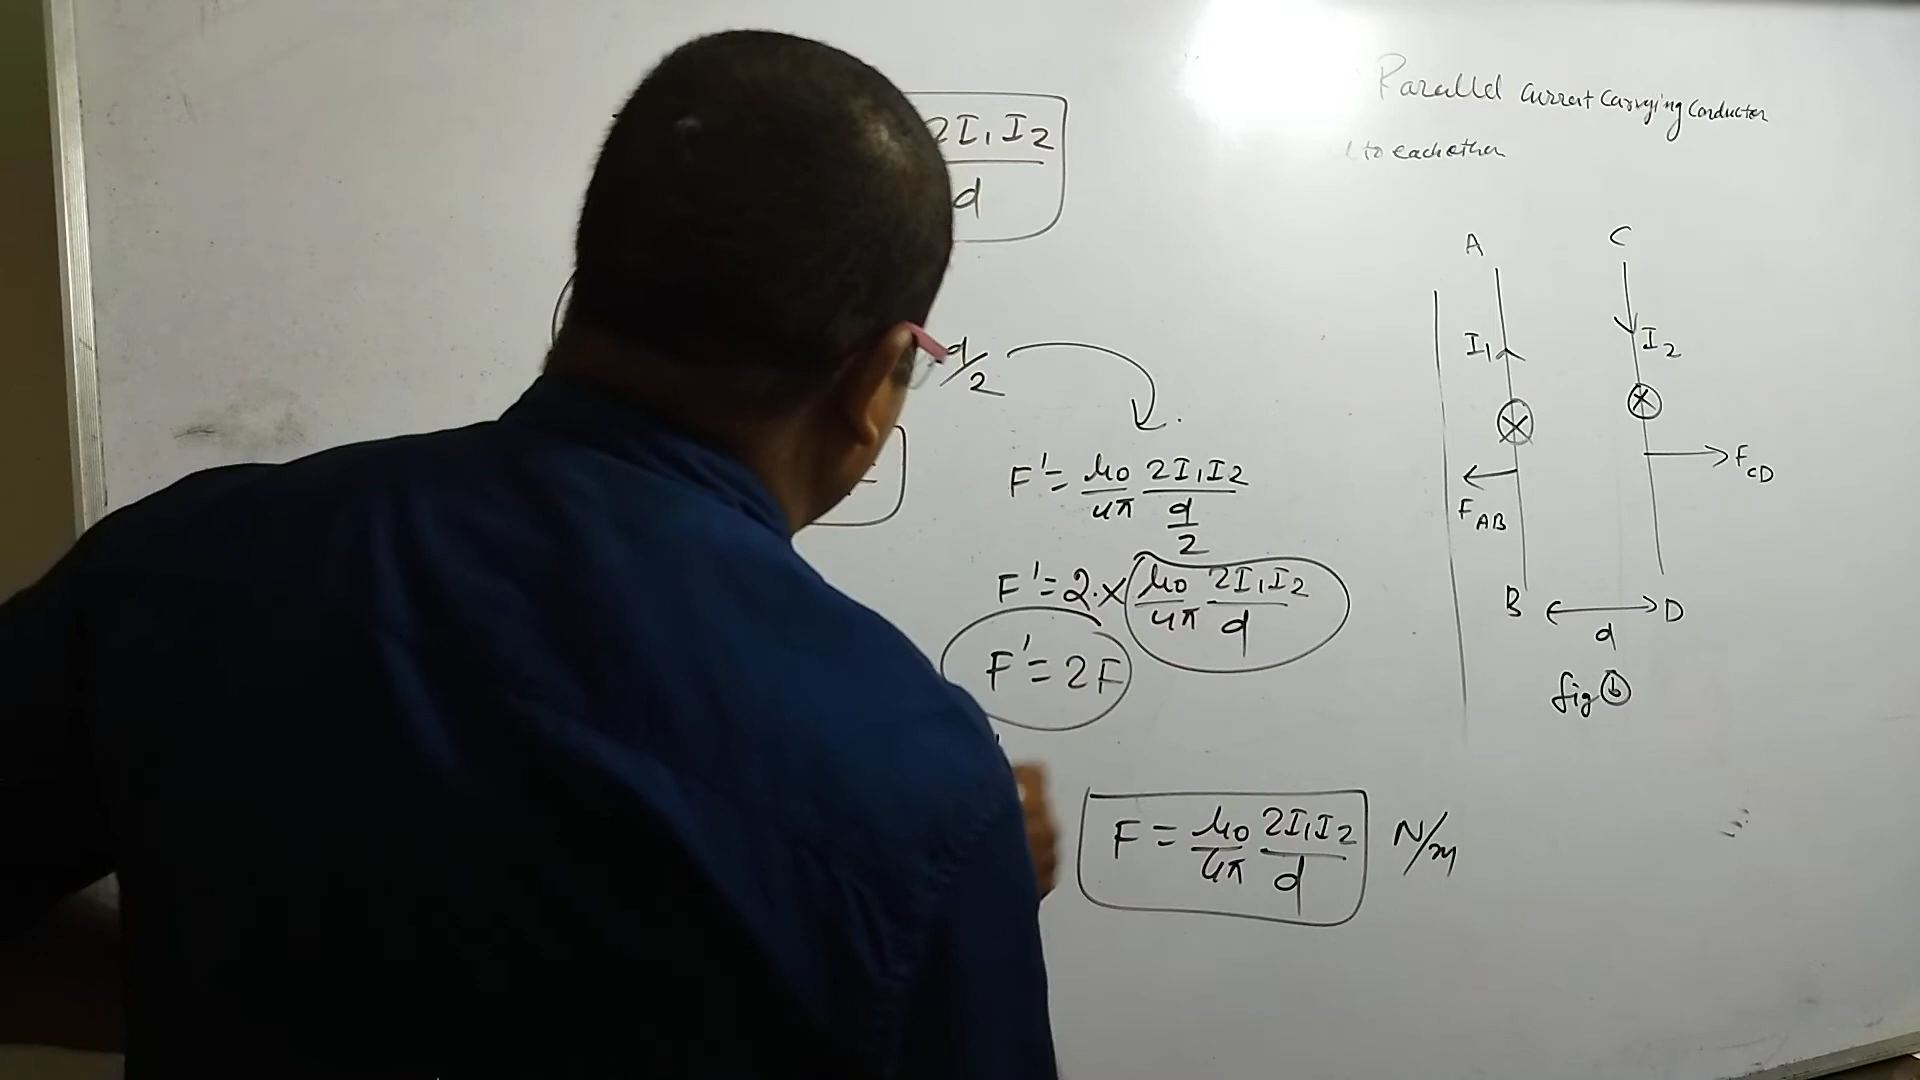 Parallel current carrying conductor
to each other
2I₁I₂
d
d/2
F' = μ₀/4π 2I₁I₂/(d/2)
F' = 2.× μ₀/4π 2I₁I₂/d
F' = 2F
F = μ₀/4π 2I₁I₂/d N/m
A C
I₁ I₂
F_CD
F_AB
B D
d
fig b